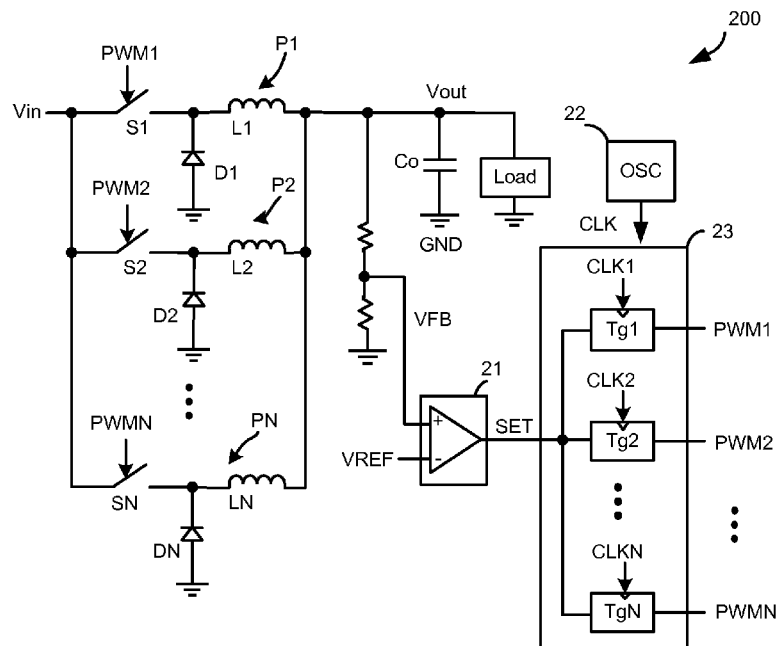 200
PWM1
P1
Vin
S1
L1
Vout
D1
Co
Load
GND
22
OSC
CLK
23
PWM2
P2
S2
L2
D2
VFB
CLK1
Tg1
PWM1
CLK2
Tg2
PWM2
PWMN
PN
SN
LN
DN
21
+
-
VREF
SET
CLKN
TgN
PWMN